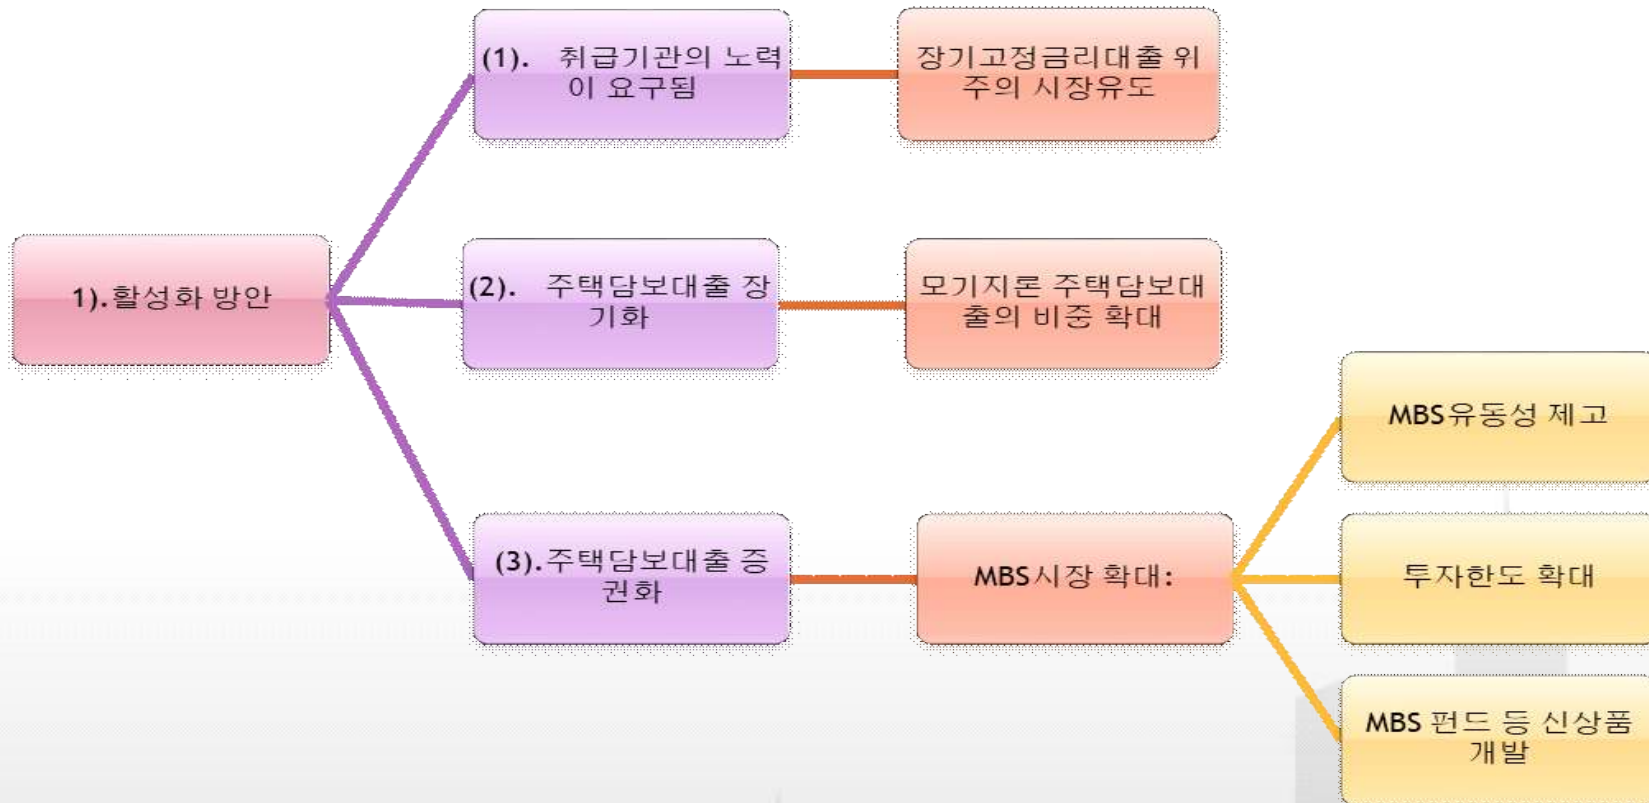 (1). 취급기관의 노력
이 요구됨
장기고정금리대출 위
주의 시장유도
1).활성화 방안
(2). 주택담보대출 장
기화
모기지론 주택담보대
출의 비중 확대
(3).주택담보대출 증
권화
MBS시장 확대:
MBS유동성 제고
투자한도 확대
MBS 펀드 등 신상품
개발